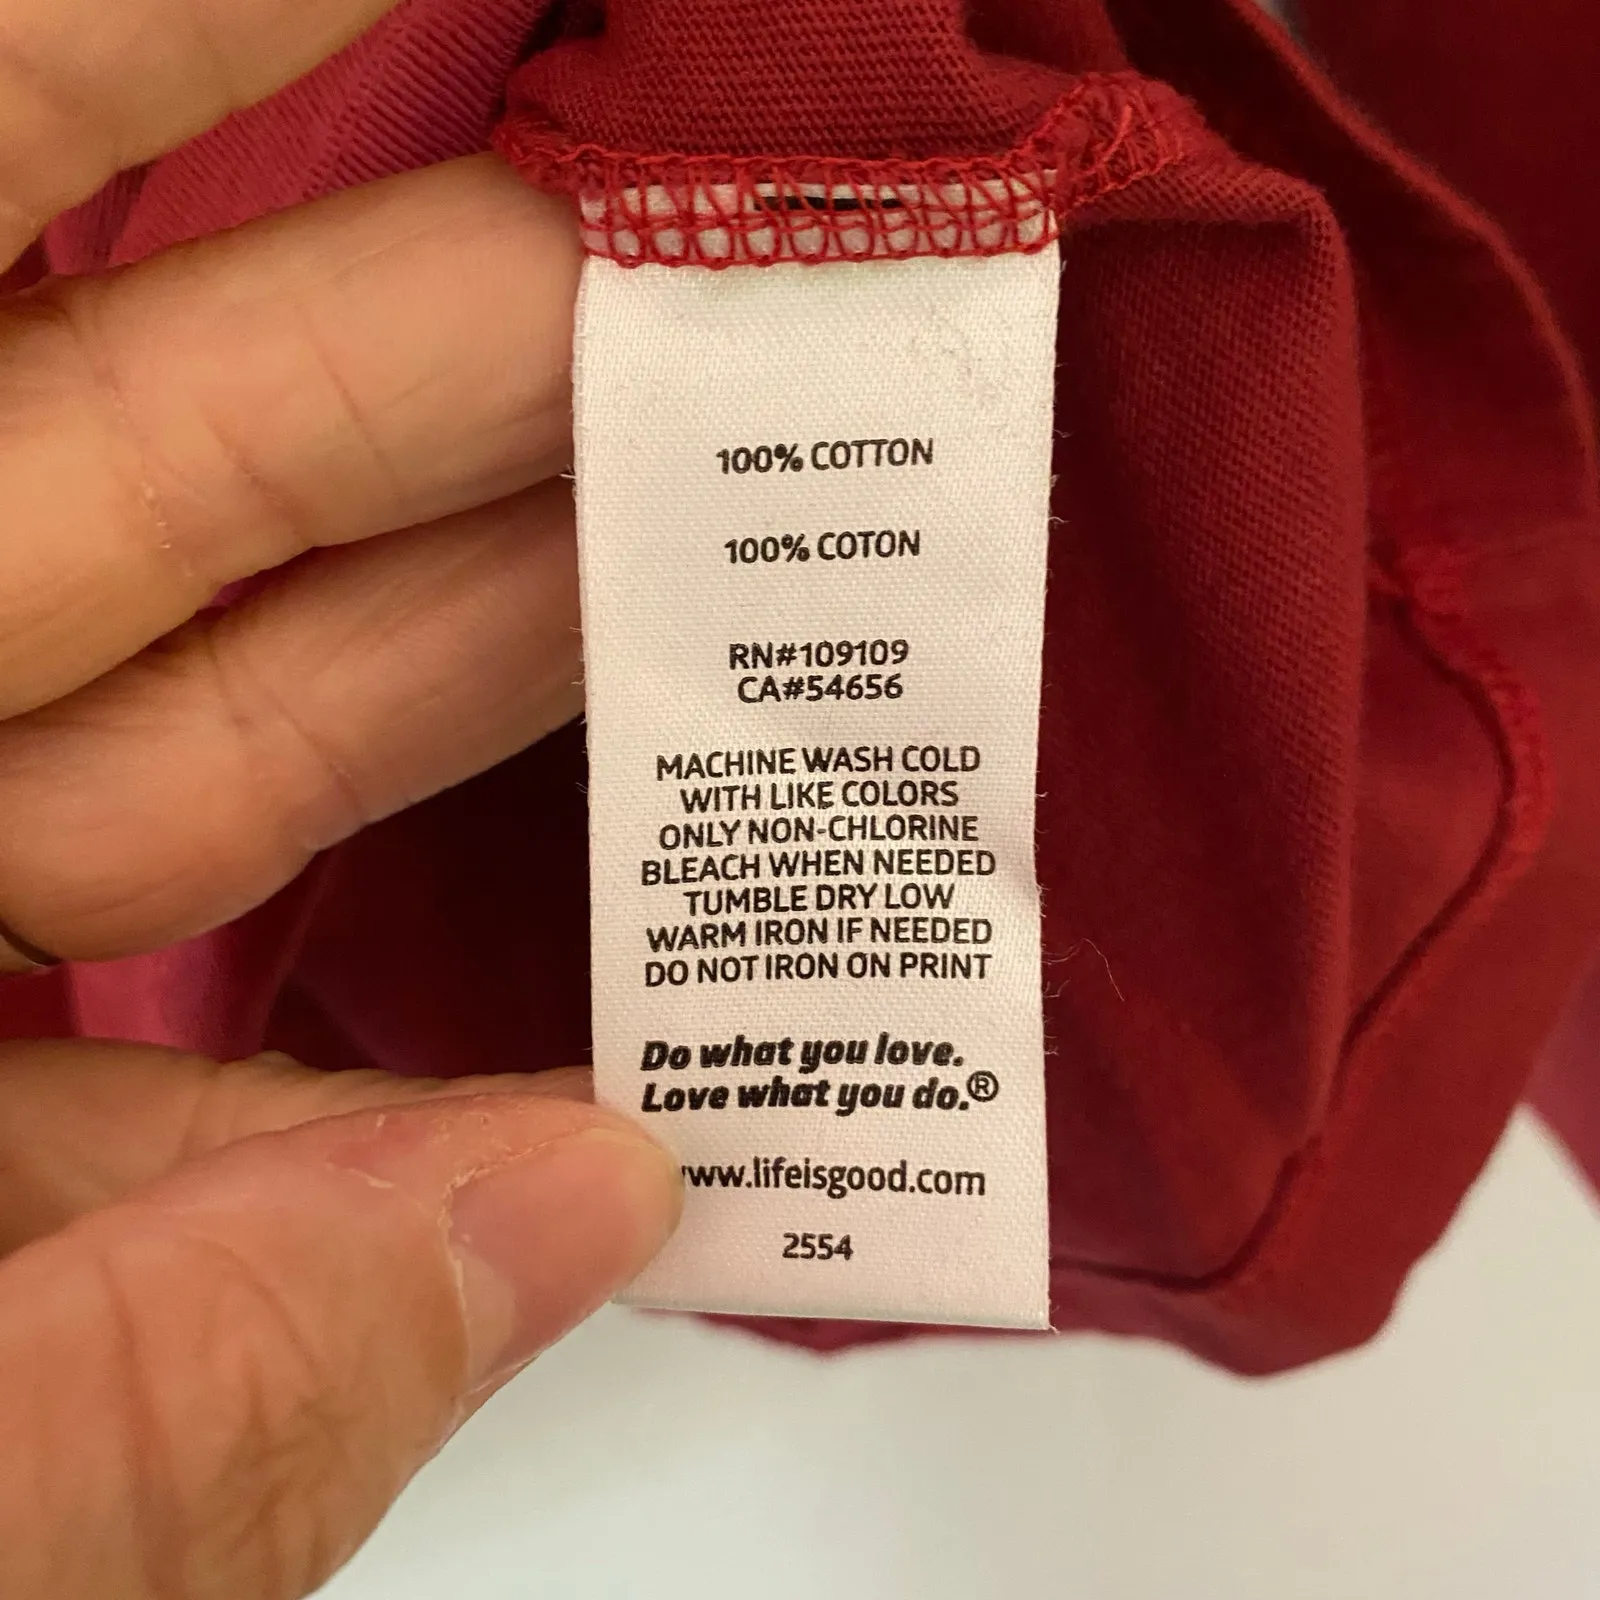 100% COTTON
100% COTON
RN#109109
CA#54656
MACHINE WASH COLD
WITH LIKE COLORS
ONLY NON-CHLORINE
BLEACH WHEN NEEDED
TUMBLE DRY LOW
WARM IRON IF NEEDED
DO NOT IRON ON PRINT
Do what you love.
Love what you do.®
www.lifeisgood.com
2554